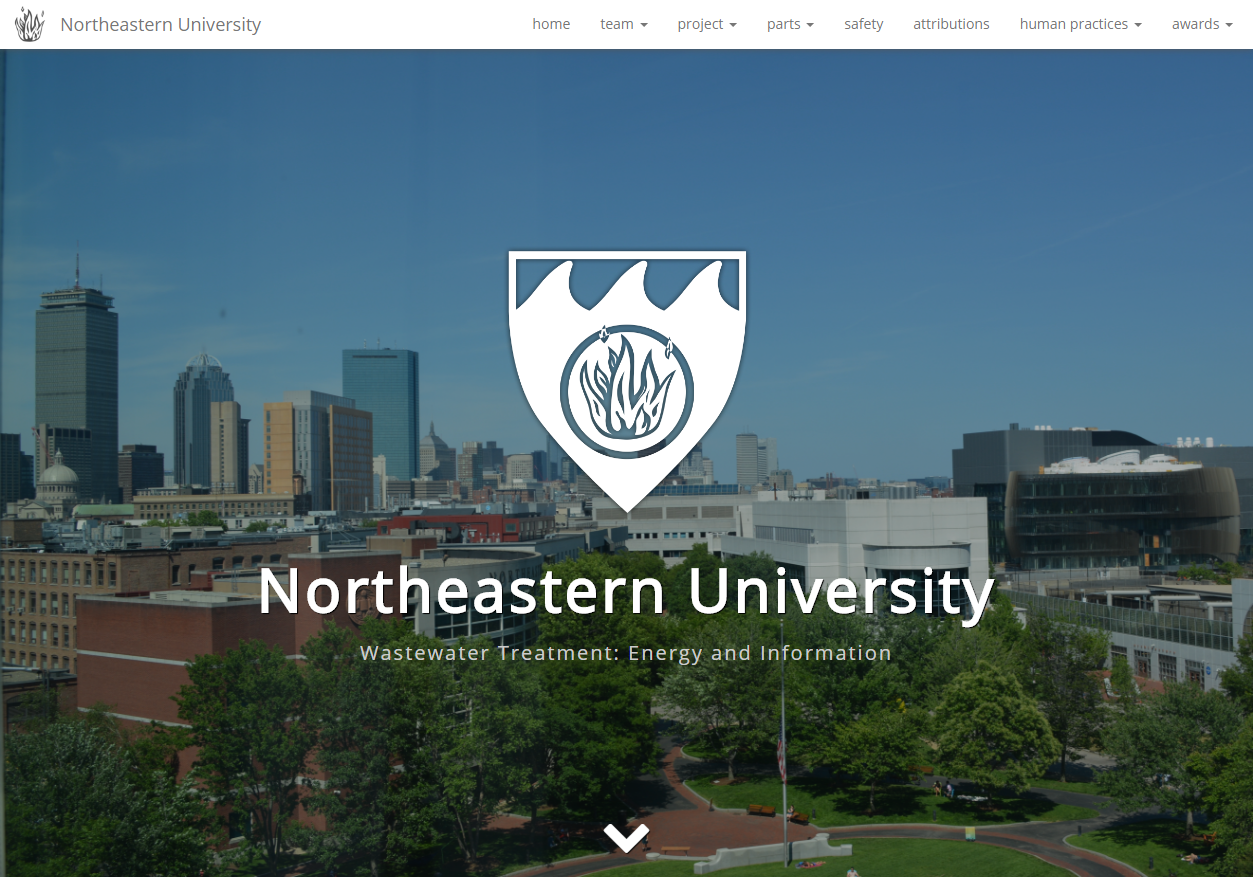 Northeastern University
home
team
project
parts
safety
attributions
human practices
awards
Northeastern University
Wastewater Treatment: Energy and Information